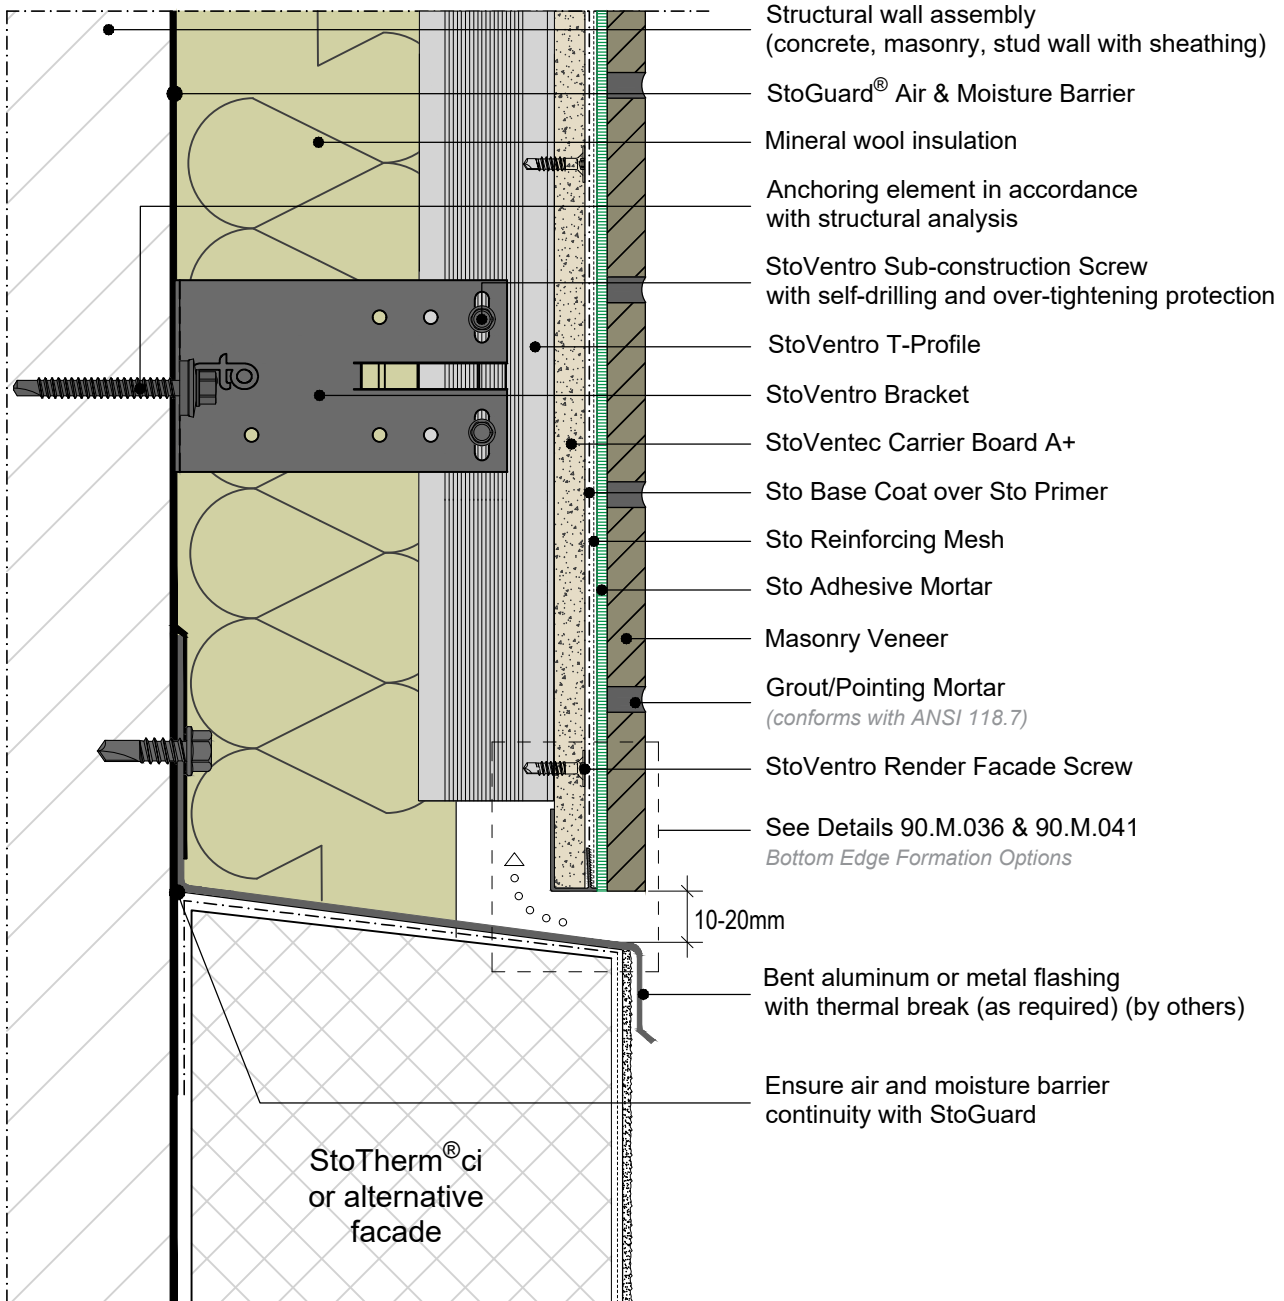 Structural wall assembly
(concrete, masonry, stud wall with sheathing)
StoGuard® Air & Moisture Barrier
Mineral wool insulation
Anchoring element in accordance
with structural analysis
StoVentro Sub-construction Screw
with self-drilling and over-tightening protection
StoVentro T-Profile
StoVentro Bracket
StoVentec Carrier Board A+
Sto Base Coat over Sto Primer
Sto Reinforcing Mesh
Sto Adhesive Mortar
Masonry Veneer
Grout/Pointing Mortar
(conforms with ANSI 118.7)
StoVentro Render Facade Screw
See Details 90.M.036 & 90.M.041
Bottom Edge Formation Options
10-20mm
Bent aluminum or metal flashing
with thermal break (as required) (by others)
Ensure air and moisture barrier
continuity with StoGuard
StoTherm®ci
or alternative
facade